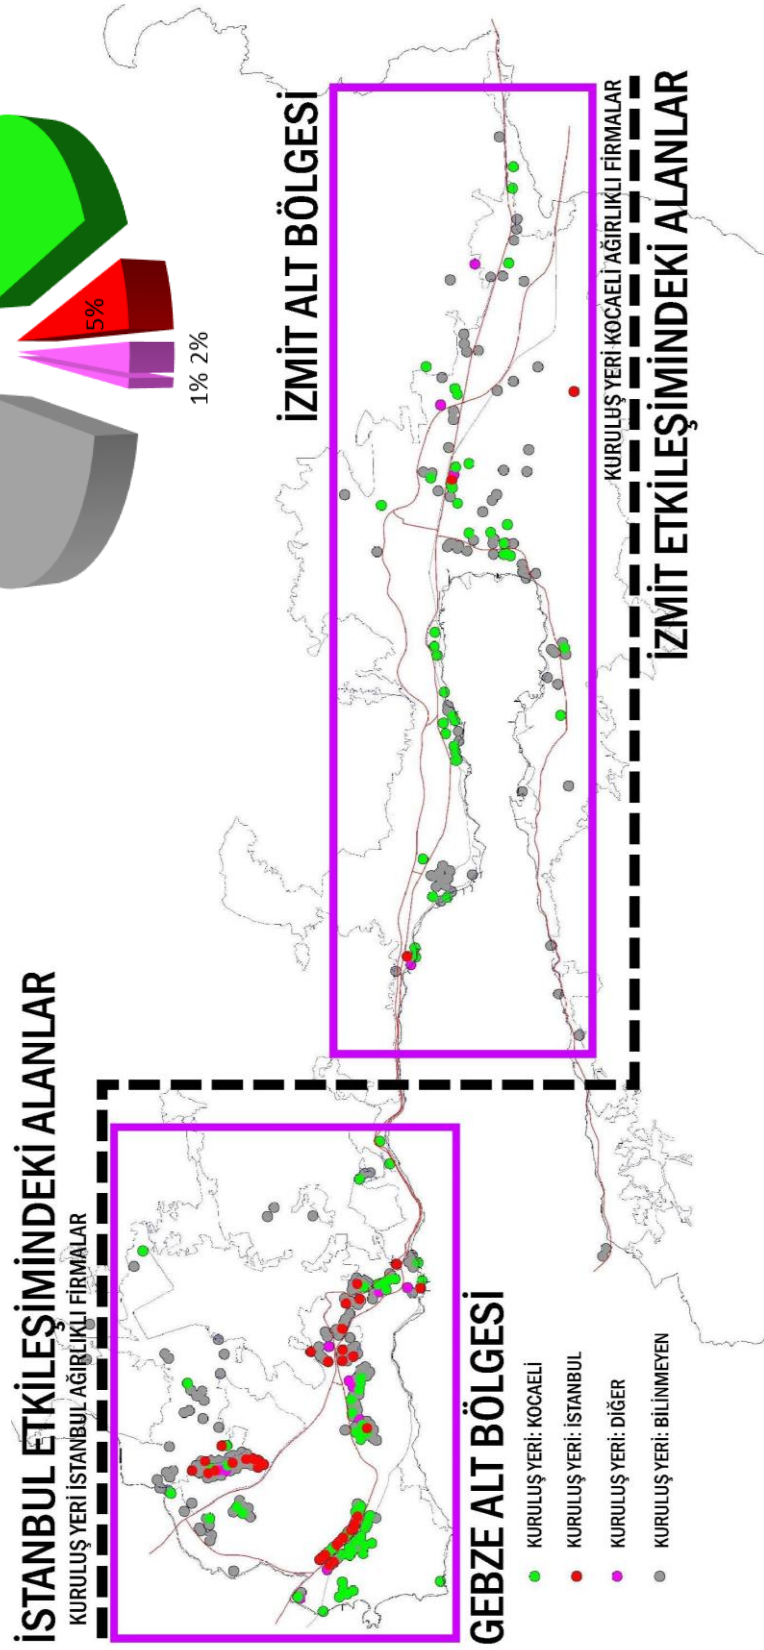 İSTANBUL ETKİLEŞİMİNDEKİ ALANLAR
KURULUŞ YERİ İSTANBUL AĞIRLIKLI FİRMALAR
GEBZE ALT BÖLGESİ
KURULUŞ YERİ: KOCAELİ
KURULUŞ YERİ: İSTANBUL
KURULUŞ YERİ: DİĞER
KURULUŞ YERİ: BİLİNMEYEN
İZMİT ALT BÖLGESİ
KURULUŞ YERİ KOCAELİ AĞIRLIKLI FİRMALAR
İZMİT ETKİLEŞİMİNDEKİ ALANLAR
5%
1% 2%